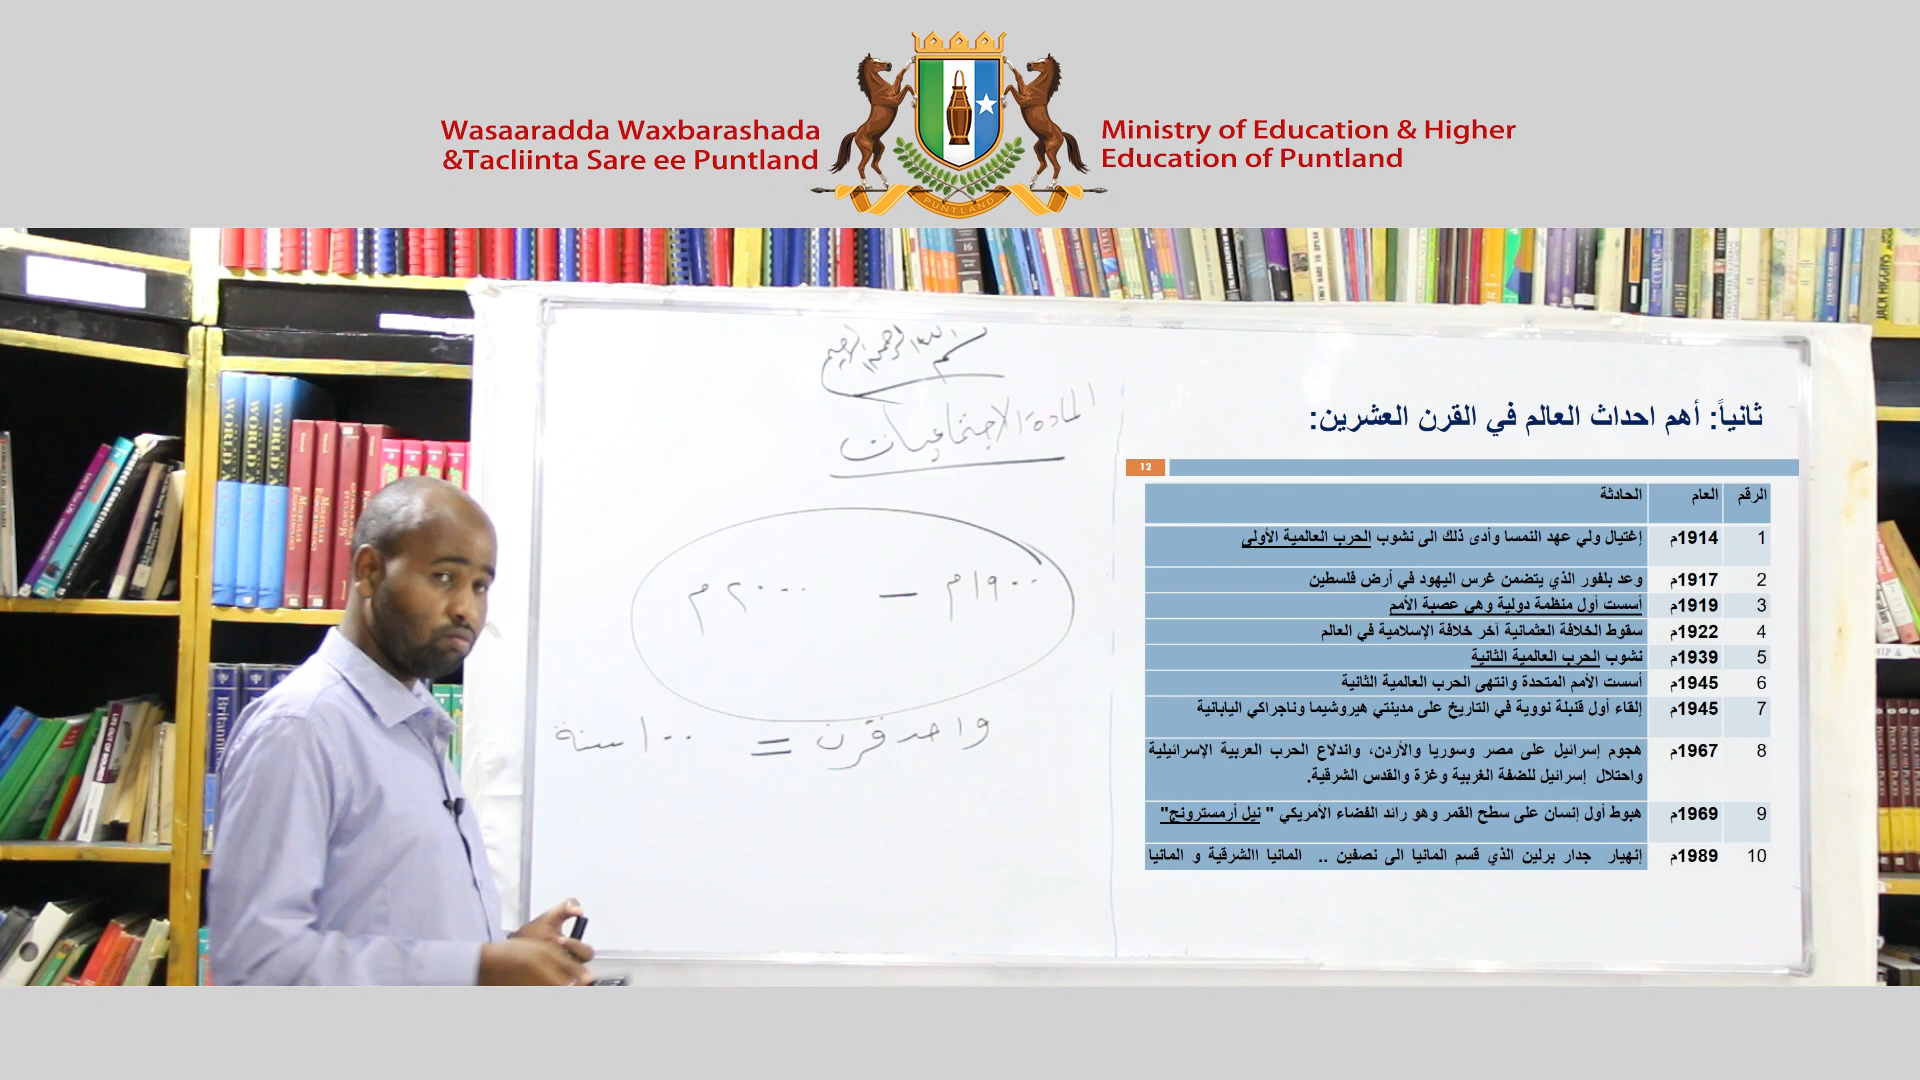 Wasaaradda Waxbarashada
&Tacliinta Sare ee Puntland
Ministry of Education & Higher
Education of Puntland
PUNTLAND
بسم الله الرحمن الرحيم
المادة الاجتماعيات
١٩٠٠م – ٢٠٠٠م
واحد قرن = ١٠٠ سنة
ثانياً: أهم احداث العالم في القرن العشرين:
12
الرقم العام الحادثة
1 1914م إغتيال ولي عهد النمسا وأدى ذلك الى نشوب الحرب العالمية الأولى
2 1917م وعد بلفور الذي يتضمن غرس اليهود في أرض فلسطين
3 1919م أسست أول منظمة دولية وهي عصبة الأمم
4 1922م سقوط الخلافة العثمانية آخر خلافة الإسلامية في العالم
5 1939م نشوب الحرب العالمية الثانية
6 1945م أسست الأمم المتحدة وانتهى الحرب العالمية الثانية
7 1945م إلقاء أول قنبلة نووية في التاريخ على مدينتي هيروشيما وناجراكي اليابانية
8 1967م هجوم إسرائيل على مصر وسوريا والأردن، واندلاع الحرب العربية الإسرائيلية
واحتلال إسرائيل للضفة الغربية وغزة والقدس الشرقية.
9 1969م هبوط أول إنسان على سطح القمر وهو رائد الفضاء الأمريكي " نيل أرمسترونج"
10 1989م إنهيار جدار برلين الذي قسم المانيا الى نصفين .. المانيا االشرقية و المانيا